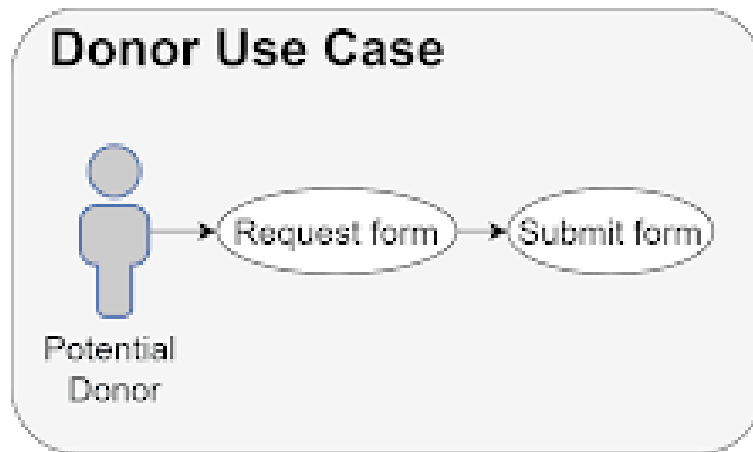 Donor Use Case
Request form
Submit form
Potential
Donor